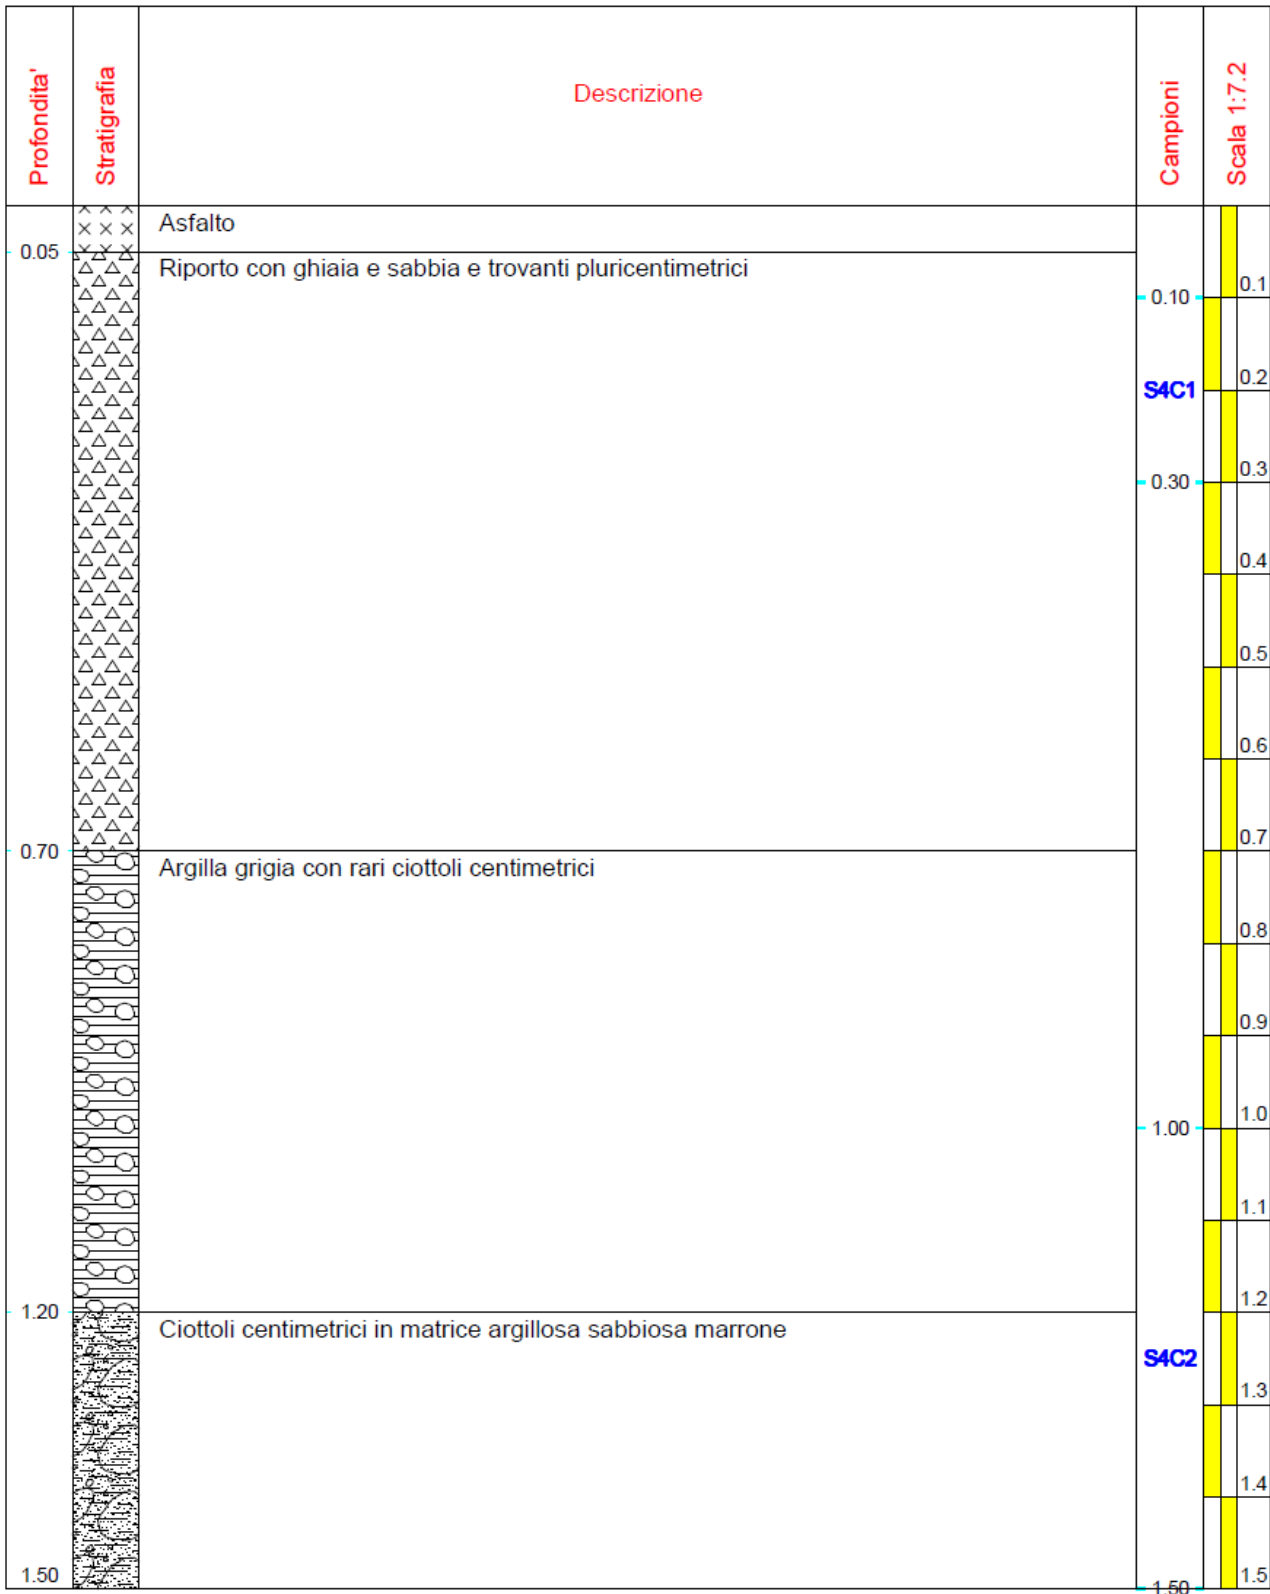 Profondita'
Stratigrafia
Descrizione
Campioni
Scala 1:7.2
Asfalto
0.05
Riporto con ghiaia e sabbia e trovanti pluricentimetrici
0.10
0.1
S4C1
0.2
0.30
0.3
0.4
0.5
0.6
0.70
0.7
Argilla grigia con rari ciottoli centimetrici
0.8
0.9
1.00
1.0
1.1
1.20
1.2
Ciottoli centimetrici in matrice argillosa sabbiosa marrone
S4C2
1.3
1.4
1.50
1.50
1.5